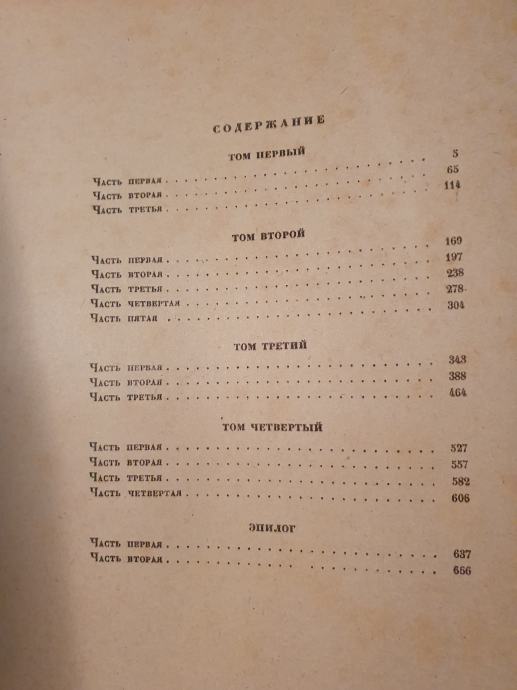 СОДЕРЖАНИЕ
ТОМ ПЕРВЫЙ
Часть первая . . . . . . . . . . . . . . . . . . . . 5
Часть вторая . . . . . . . . . . . . . . . . . . . . 65
Часть третья . . . . . . . . . . . . . . . . . . . . 114
ТОМ ВТОРОЙ
Часть первая . . . . . . . . . . . . . . . . . . . . 169
Часть вторая . . . . . . . . . . . . . . . . . . . . 197
Часть третья . . . . . . . . . . . . . . . . . . . . 238
Часть четвертая . . . . . . . . . . . . . . . . . . . 278
Часть пятая . . . . . . . . . . . . . . . . . . . . 304
ТОМ ТРЕТИЙ
Часть первая . . . . . . . . . . . . . . . . . . . . 343
Часть вторая . . . . . . . . . . . . . . . . . . . . 388
Часть третья . . . . . . . . . . . . . . . . . . . . 464
ТОМ ЧЕТВЕРТЫЙ
Часть первая . . . . . . . . . . . . . . . . . . . . 527
Часть вторая . . . . . . . . . . . . . . . . . . . . 557
Часть третья . . . . . . . . . . . . . . . . . . . . 582
Часть четвертая . . . . . . . . . . . . . . . . . . . 606
ЭПИЛОГ
Часть первая . . . . . . . . . . . . . . . . . . . . 637
Часть вторая . . . . . . . . . . . . . . . . . . . . 666